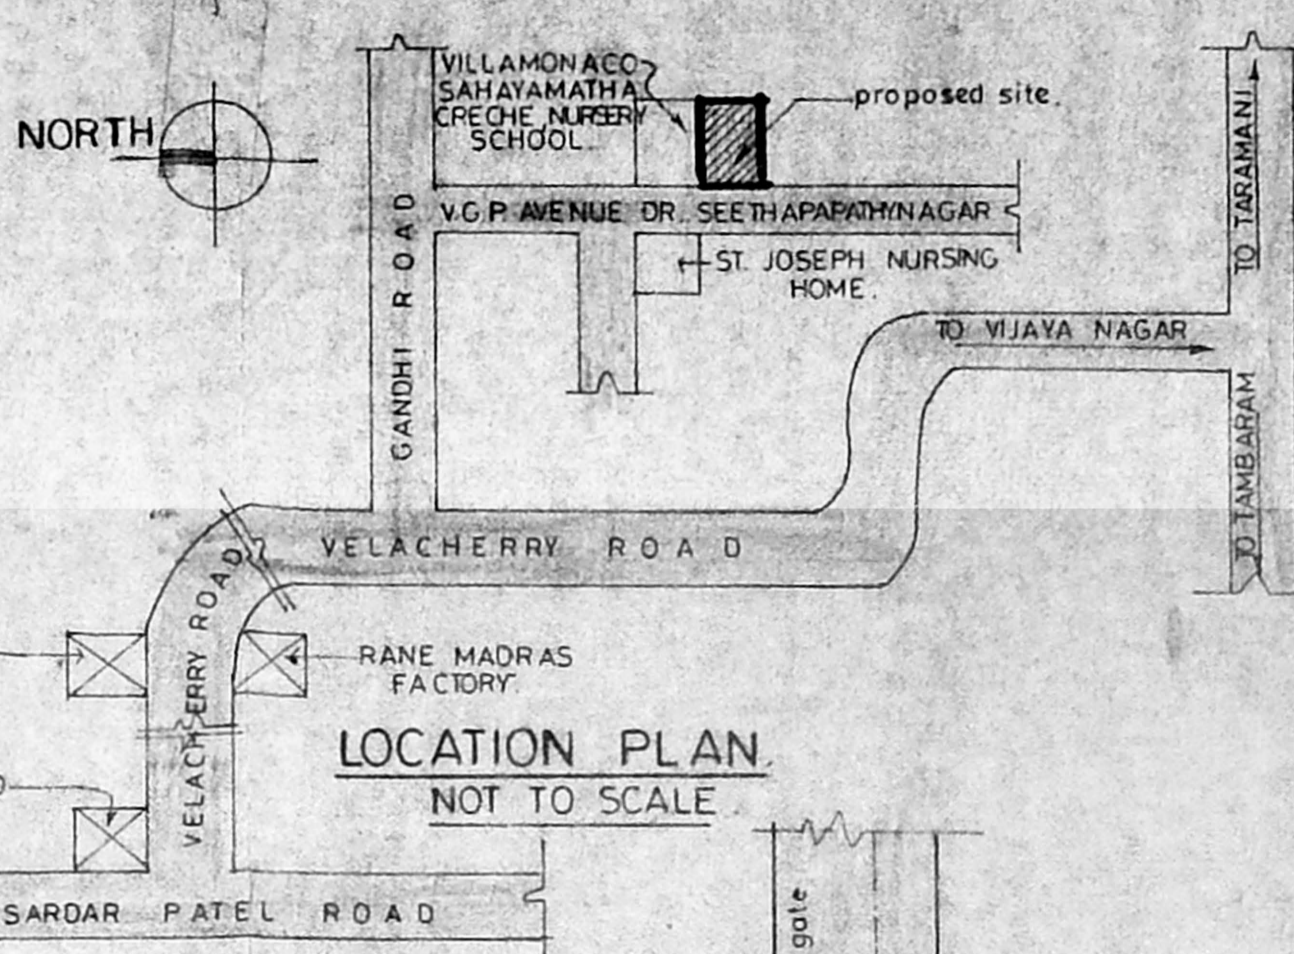 NORTH
VILLAMONACO
SAHAYAMATHA
CRECHE, NURSERY
SCHOOL.
proposed site.
GANDHI ROAD
V.G.P. AVENUE DR. SEETHAPAPATHYNAGAR
ST. JOSEPH NURSING
HOME.
TO TARAMANI.
TO VIJAYA NAGAR
TO TAMBARAM
VELACHERRY ROAD
VELACHERRY ROAD
RANE MADRAS
FACTORY.
LOCATION PLAN.
NOT TO SCALE.
SARDAR PATEL ROAD
gate